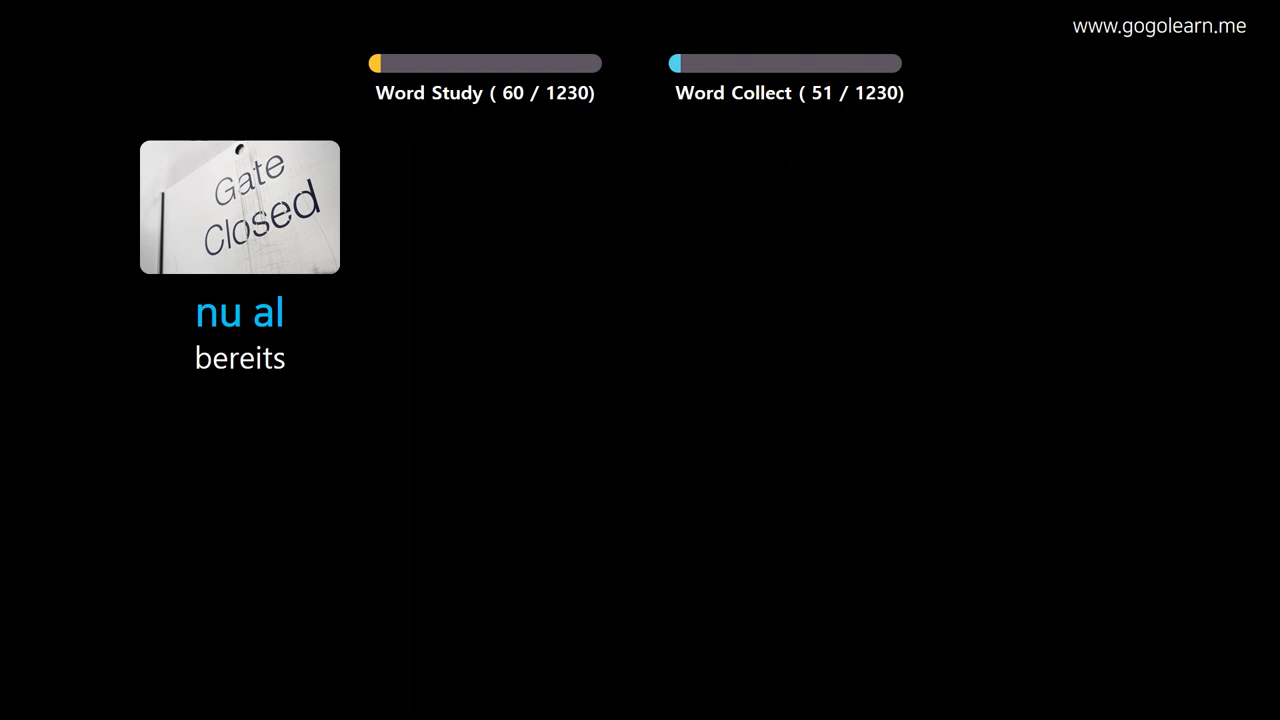 www.gogolearn.me
Word Study ( 60 / 1230)
Word Collect ( 51 / 1230)
Gate
Closed
nu al
bereits